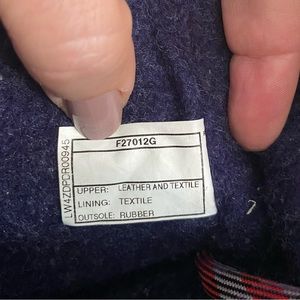 F27012G
UPPER: LEATHER AND TEXTILE
LINING: TEXTILE
OUTSOLE: RUBBER
LW4ZDPDR00945